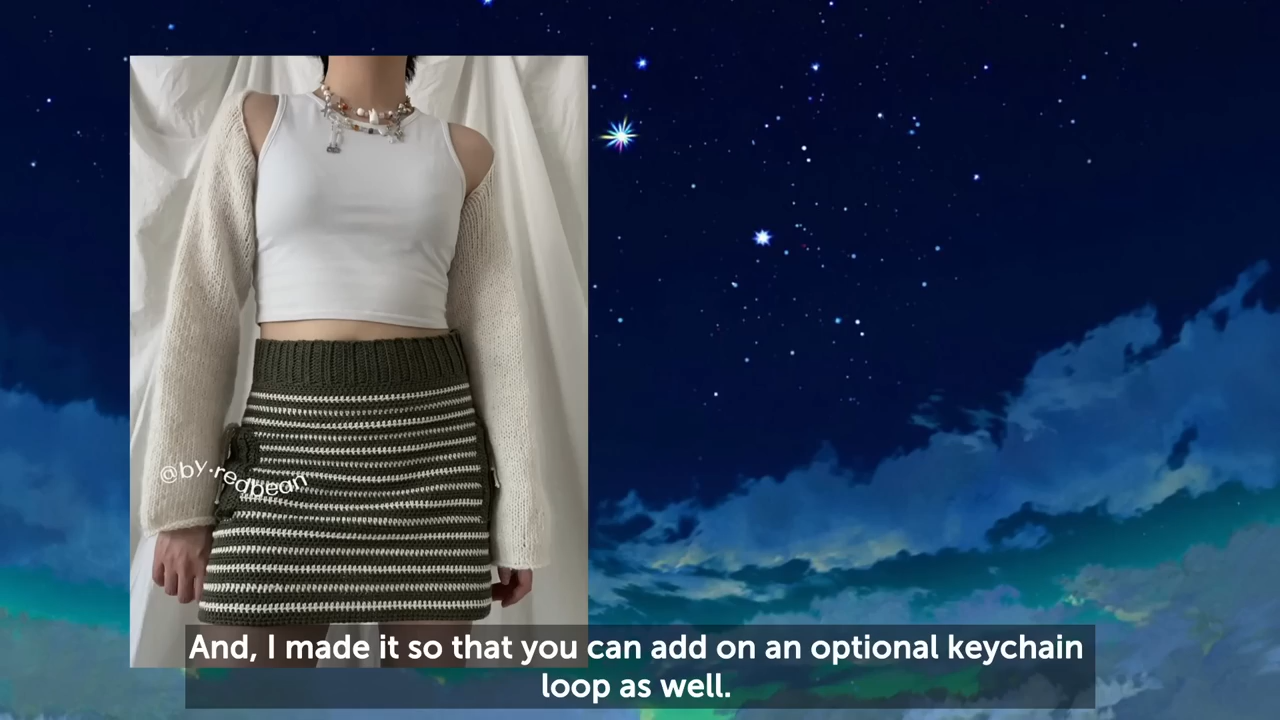 @by.redbean
And, I made it so that you can add on an optional keychain
loop as well.